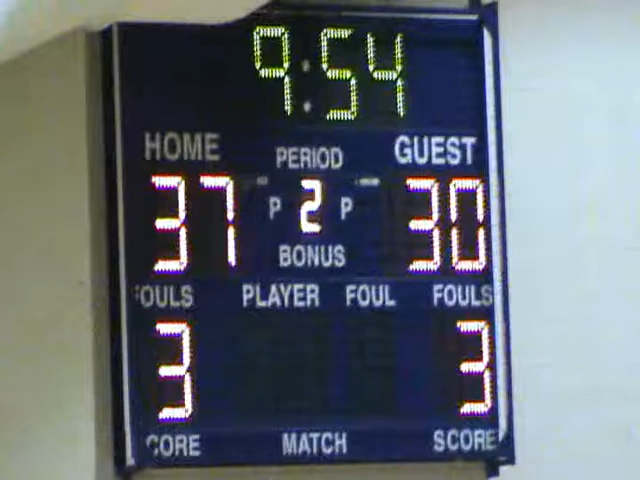 9:54
HOME PERIOD GUEST
37 P 2 P 30
BONUS
FOULS PLAYER FOUL FOULS
3 3
CORE MATCH SCORE